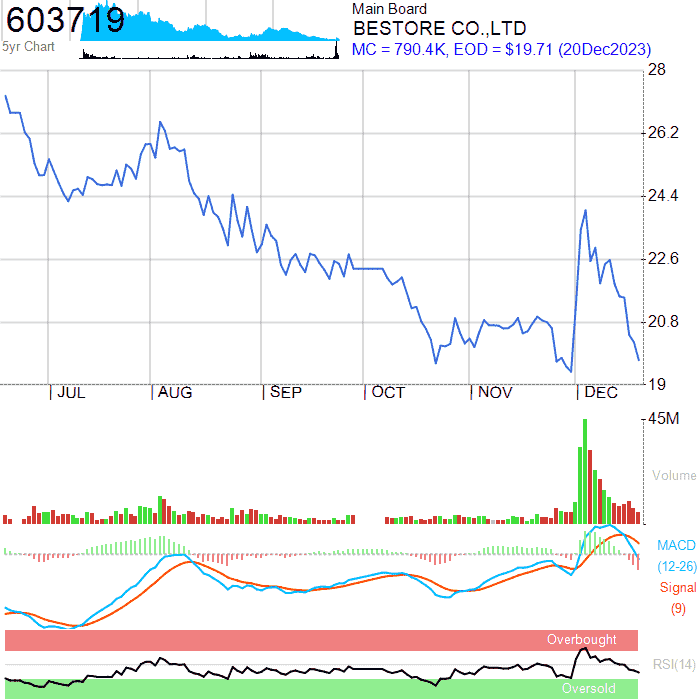 603719
5yr Chart
Main Board
BESTORE CO.,LTD
MC = 790.4K, EOD = $19.71 (20Dec2023)
28
26.2
24.4
22.6
20.8
19
JUL AUG SEP OCT NOV DEC
45M
Volume
MACD
(12-26)
Signal
(9)
Overbought
RSI(14)
Oversold